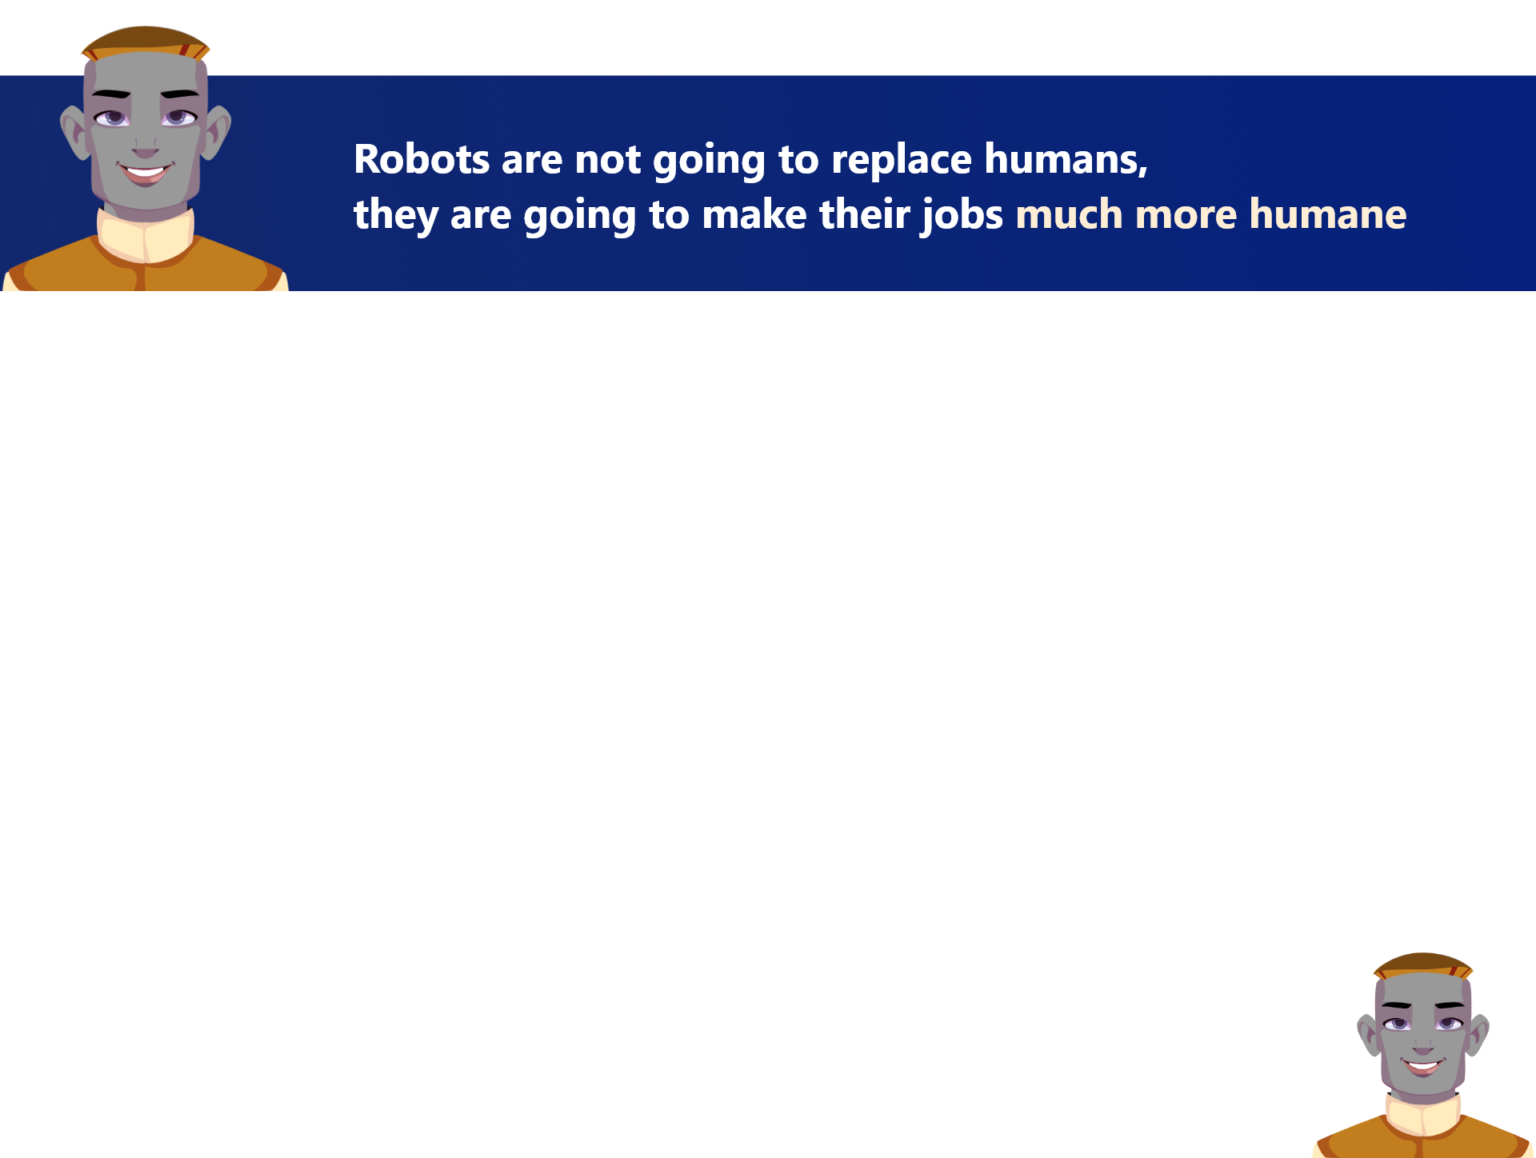 Robots are not going to replace humans,
they are going to make their jobs much more humane